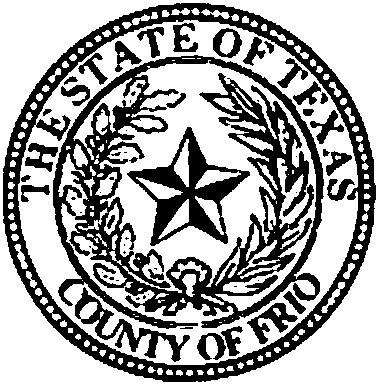 THE STATE OF TEXAS
COUNTY OF FRIO